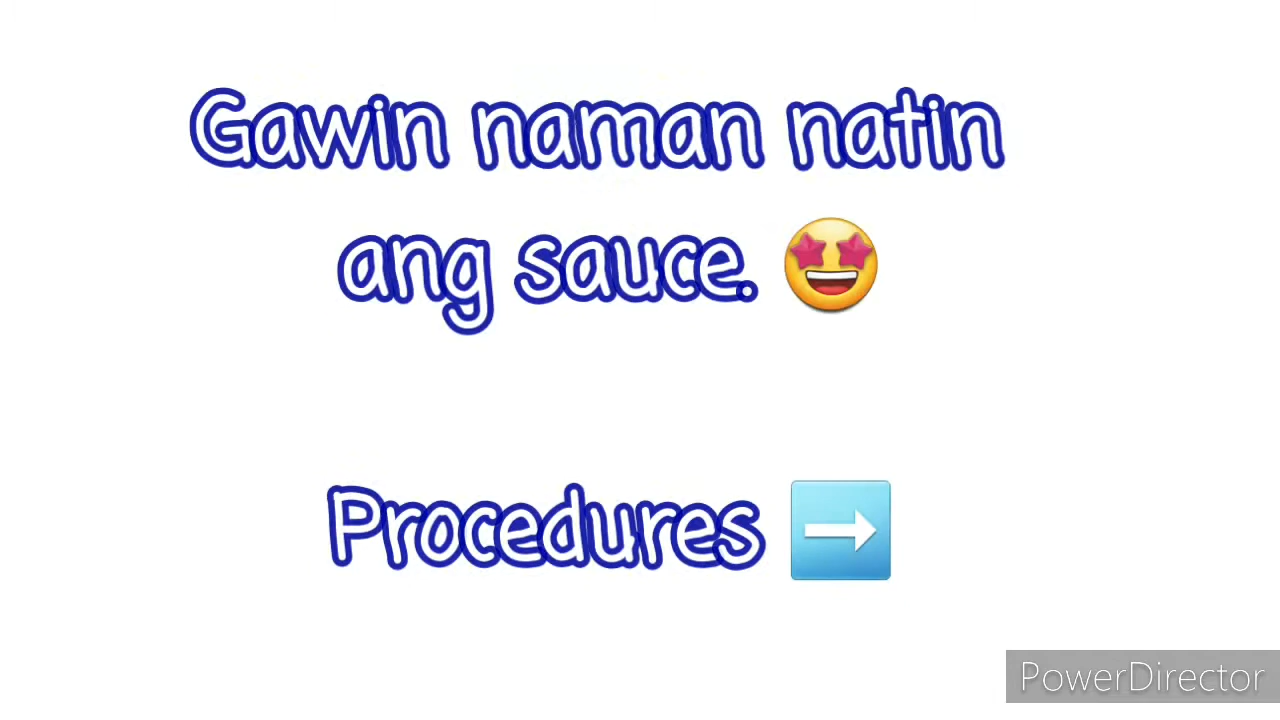 Gawin naman natin
ang sauce. 🤩
Procedures ➡️
PowerDirector